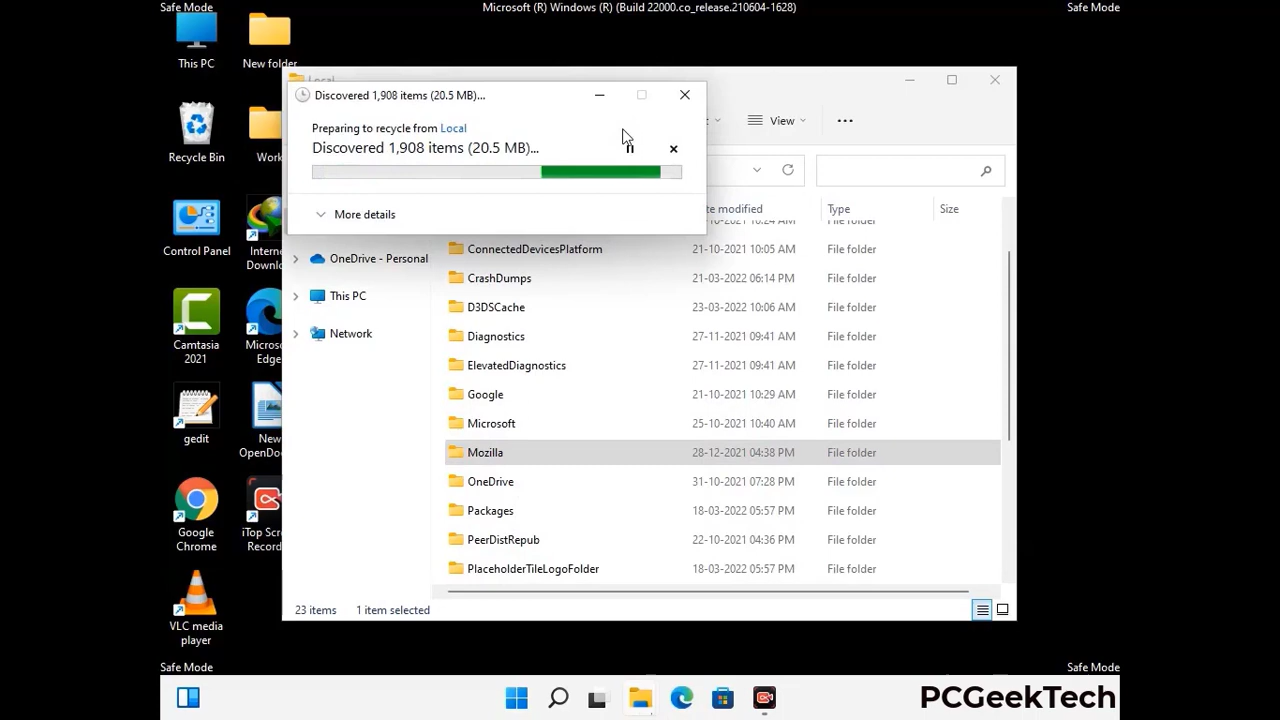 Safe Mode
Microsoft (R) Windows (R) (Build 22000.co_release.210604-1628)
Safe Mode
This PC
New folder
Recycle Bin
Work
Control Panel
Internet
Downlo
Camtasia
2021
Micros
Edge
gedit
New
OpenDoc
Google
Chrome
iTop Scr
Record
VLC media
player
Local
Discovered 1,908 items (20.5 MB)...
Preparing to recycle from Local
Discovered 1,908 items (20.5 MB)...
More details
View
te modified
Type
Size
File folder
OneDrive - Personal
This PC
Network
ConnectedDevicesPlatform 21-10-2021 10:05 AM File folder
CrashDumps 21-03-2022 06:14 PM File folder
D3DSCache 23-03-2022 10:06 AM File folder
Diagnostics 27-11-2021 09:41 AM File folder
ElevatedDiagnostics 27-11-2021 09:41 AM File folder
Google 21-10-2021 10:29 AM File folder
Microsoft 25-10-2021 10:40 AM File folder
Mozilla 28-12-2021 04:38 PM File folder
OneDrive 31-10-2021 07:28 PM File folder
Packages 18-03-2022 05:57 PM File folder
PeerDistRepub 22-10-2021 04:36 PM File folder
PlaceholderTileLogoFolder 18-03-2022 05:57 PM File folder
23 items
1 item selected
Safe Mode
Safe Mode
PCGeekTech